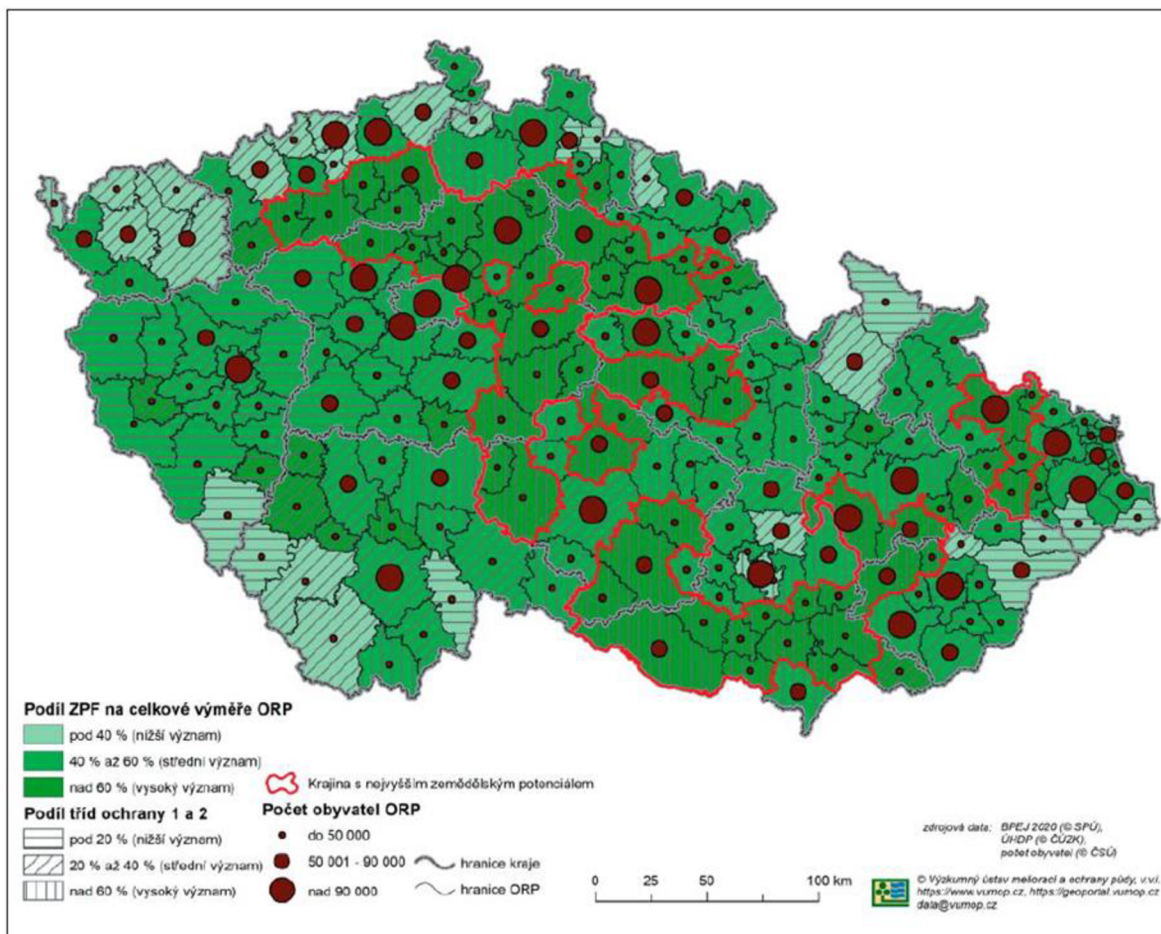 Podíl ZPF na celkové výměře ORP
pod 40 % (nižší význam)
40 % až 60 % (střední význam)
nad 60 % (vysoký význam)
Podíl tříd ochrany 1 a 2
pod 20 % (nižší význam)
20 % až 40 % (střední význam)
nad 60 % (vysoký význam)
Krajina s nejvyšším zemědělským potenciálem
Počet obyvatel ORP
do 50 000
50 001 - 90 000
nad 90 000
hranice kraje
hranice ORP
0 25 50 100 km
zdrojová data: BPEJ 2020 (© SPÚ),
ÚHDP (© ČÚZK),
počet obyvatel (© ČSÚ)
© Výzkumný ústav meliorací a ochrany půdy, v.v.i.
https://www.vumop.cz, https://geoportal.vumop.cz
data@vumop.cz